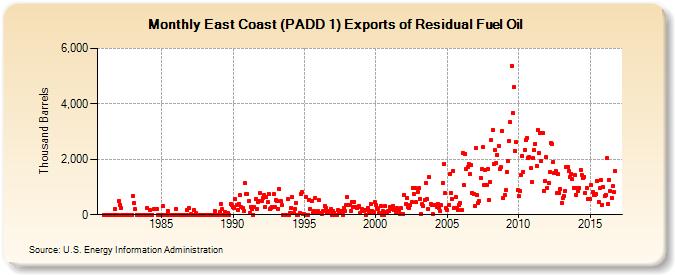 Monthly East Coast (PADD 1) Exports of Residual Fuel Oil
Thousand Barrels
6,000
4,000
2,000
0
1985 1990 1995 2000 2005 2010 2015
Source: U.S. Energy Information Administration